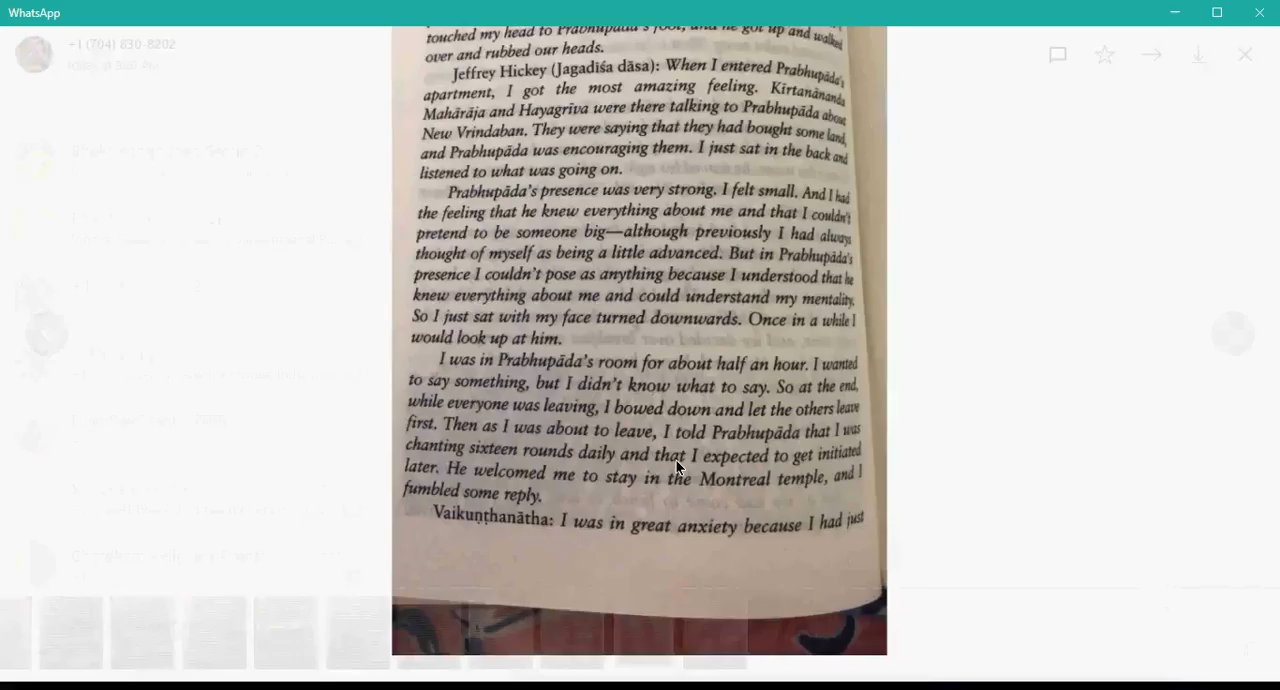 WhatsApp
+1 (704) 830-8202
touched my head to Prabhupāda's foot, and he got up and walked
over and rubbed our heads.
Jeffrey Hickey (Jagadīśa dāsa): When I entered Prabhupāda's
apartment, I got the most amazing feeling. Kīrtanānanda
Mahārāja and Hayagrīva were there talking to Prabhupāda about
New Vrindaban. They were saying that they had bought some land,
and Prabhupāda was encouraging them. I just sat in the back and
listened to what was going on.
Prabhupāda's presence was very strong. I felt small. And I had
the feeling that he knew everything about me and that I couldn't
pretend to be someone big—although previously I had always
thought of myself as being a little advanced. But in Prabhupāda's
presence I couldn't pose as anything because I understood that he
knew everything about me and could understand my mentality.
So I just sat with my face turned downwards. Once in a while I
would look up at him.
I was in Prabhupāda's room for about half an hour. I wanted
to say something, but I didn't know what to say. So at the end,
while everyone was leaving, I bowed down and let the others leave
first. Then as I was about to leave, I told Prabhupāda that I was
chanting sixteen rounds daily and that I expected to get initiated
later. He welcomed me to stay in the Montreal temple, and I
fumbled some reply.
Vaikuṇṭhanātha: I was in great anxiety because I had just